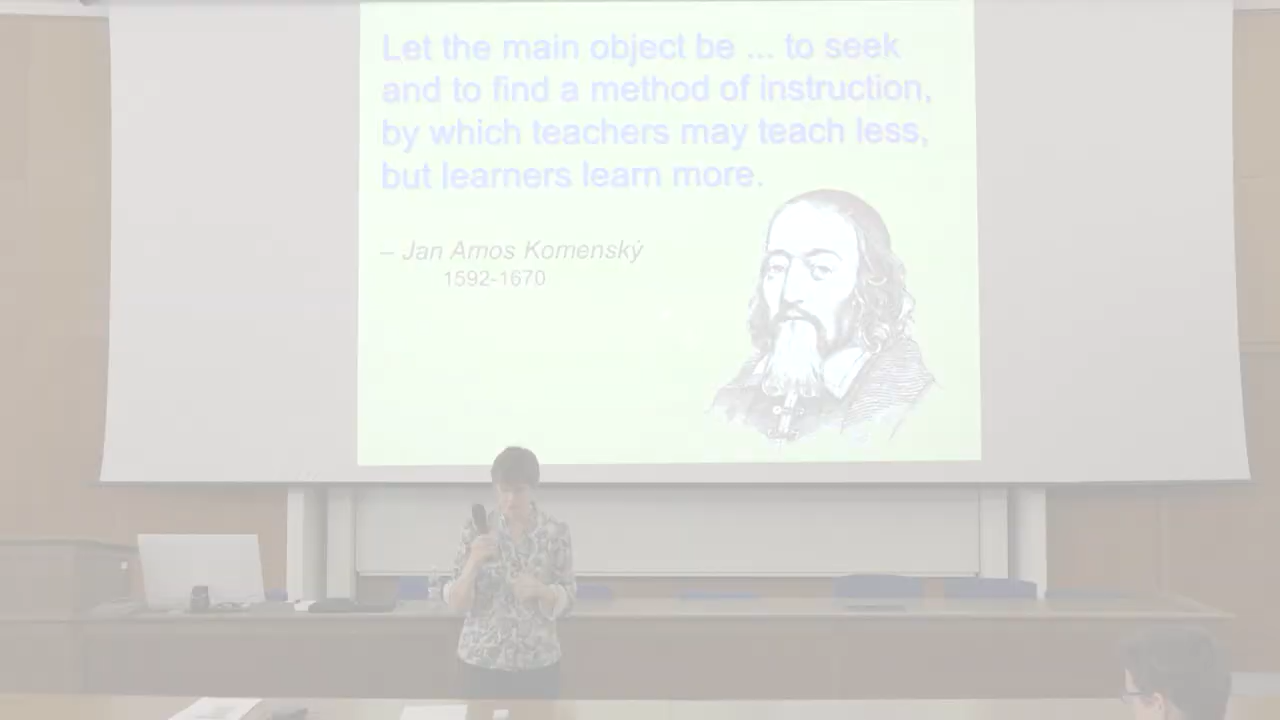 Let the main object be ... to seek
and to find a method of instruction,
by which teachers may teach less,
but learners learn more.
– Jan Amos Komenský
1592-1670